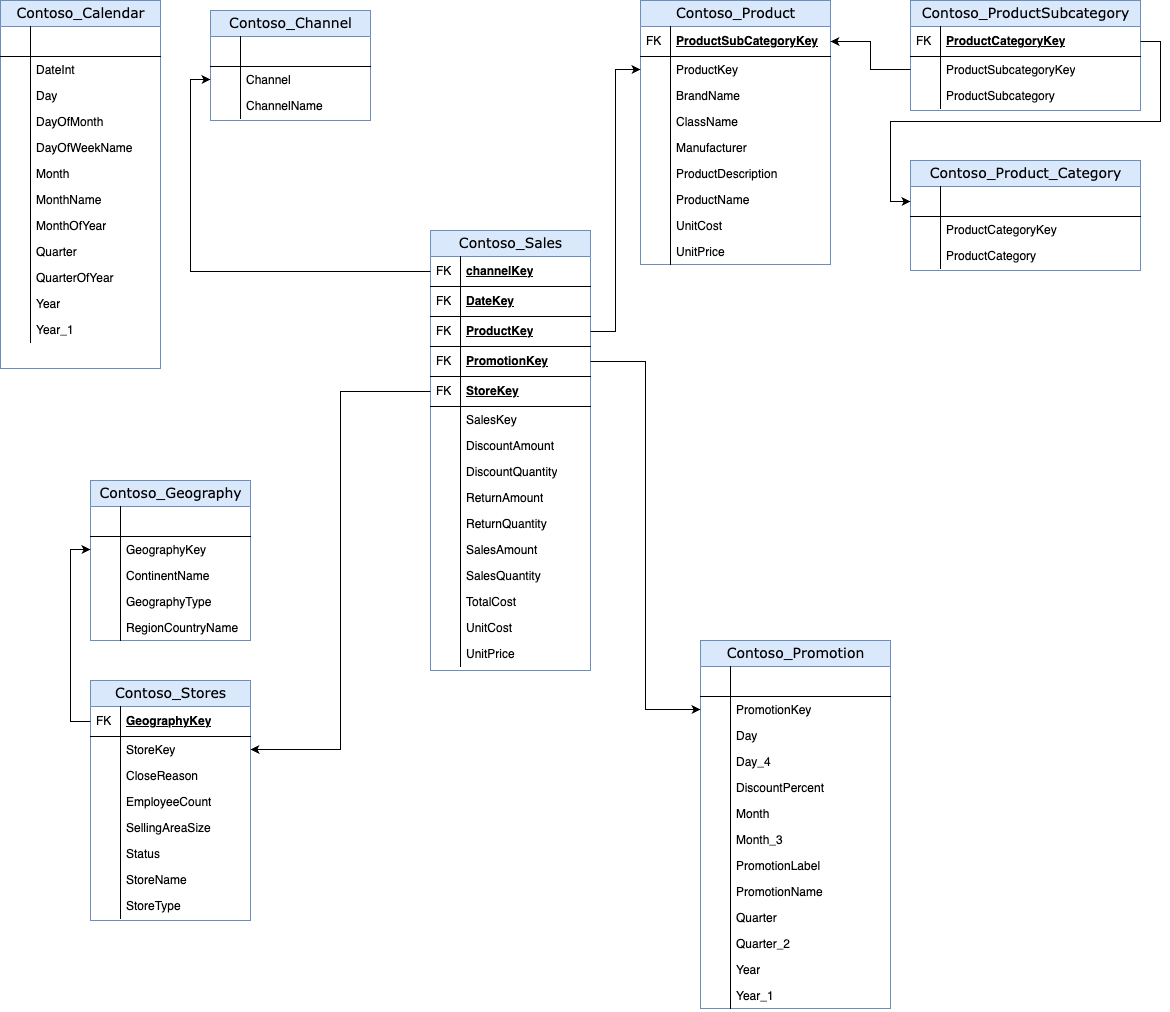 Contoso_Calendar
DateInt
Day
DayOfMonth
DayOfWeekName
Month
MonthName
MonthOfYear
Quarter
QuarterOfYear
Year
Year_1
Contoso_Channel
Channel
ChannelName
Contoso_Product
FK ProductSubCategoryKey
ProductKey
BrandName
ClassName
Manufacturer
ProductDescription
ProductName
UnitCost
UnitPrice
Contoso_ProductSubcategory
FK ProductCategoryKey
ProductSubcategoryKey
ProductSubcategory
Contoso_Product_Category
ProductCategoryKey
ProductCategory
Contoso_Sales
FK channelKey
FK DateKey
FK ProductKey
FK PromotionKey
FK StoreKey
SalesKey
DiscountAmount
DiscountQuantity
ReturnAmount
ReturnQuantity
SalesAmount
SalesQuantity
TotalCost
UnitCost
UnitPrice
Contoso_Geography
GeographyKey
ContinentName
GeographyType
RegionCountryName
Contoso_Stores
FK GeographyKey
StoreKey
CloseReason
EmployeeCount
SellingAreaSize
Status
StoreName
StoreType
Contoso_Promotion
PromotionKey
Day
Day_4
DiscountPercent
Month
Month_3
PromotionLabel
PromotionName
Quarter
Quarter_2
Year
Year_1